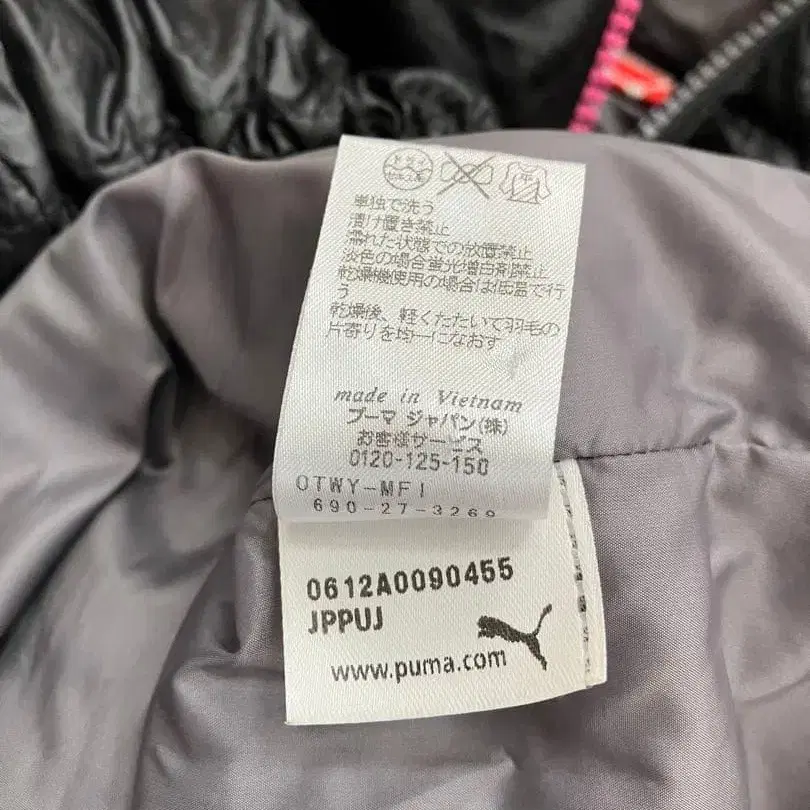 平
単独で洗う
漬け置き禁止
濡れた状態での放置禁止
淡色の場合蛍光増白剤禁止
乾燥機使用の場合は低温で行
う
乾燥後、軽くたたいて羽毛の
片寄りを均一になおす
made in Vietnam
プーマ ジャパン(株)
お客様サービス
0120-125-150
OTWY-MFI
690-27-3269
0612A0090455
JPPUJ
www.puma.com